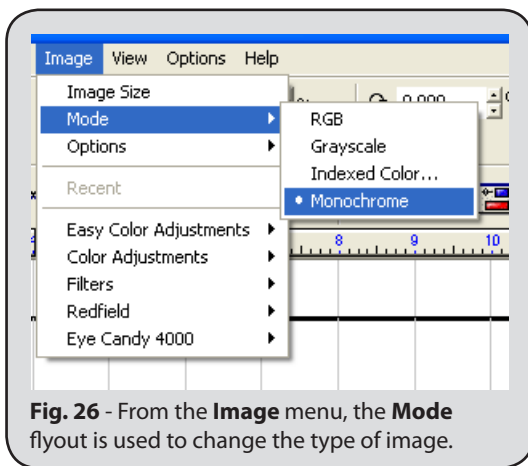 Image View Options Help
Image Size
Mode
Options
Recent
Easy Color Adjustments
Color Adjustments
Filters
Redfield
Eye Candy 4000
RGB
Grayscale
Indexed Color...
Monochrome
8 9 10
Fig. 26 - From the Image menu, the Mode
flyout is used to change the type of image.